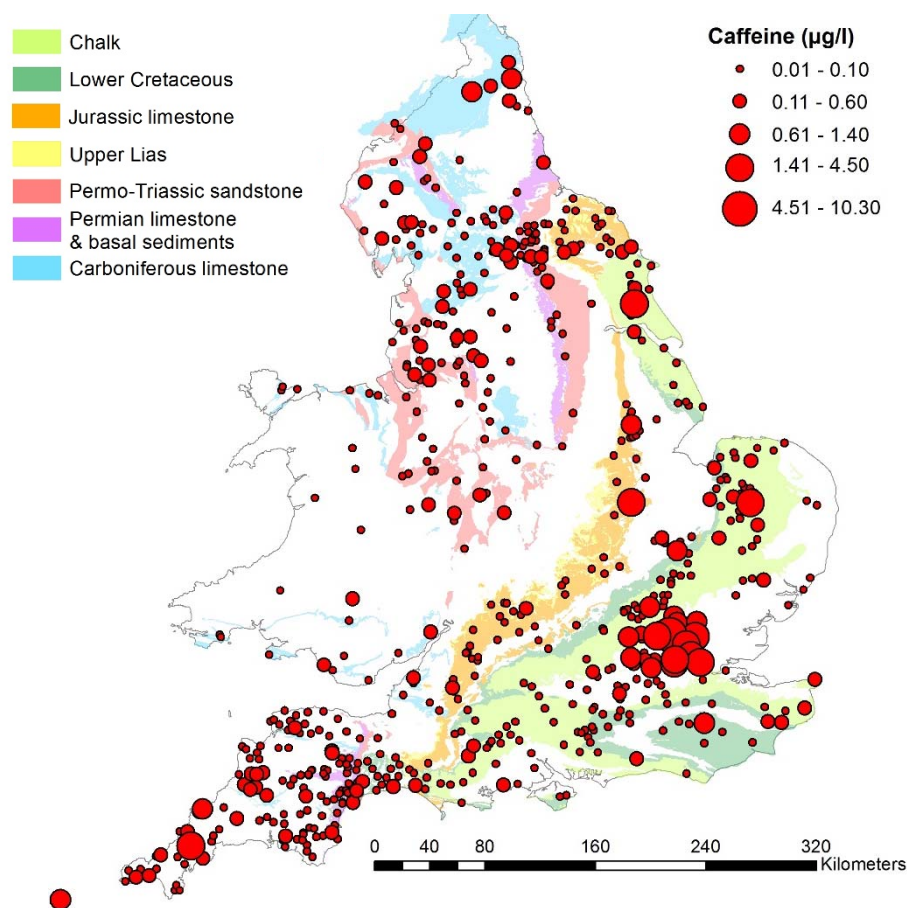 Chalk
Lower Cretaceous
Jurassic limestone
Upper Lias
Permo-Triassic sandstone
Permian limestone
& basal sediments
Carboniferous limestone
Caffeine (µg/l)
0.01 - 0.10
0.11 - 0.60
0.61 - 1.40
1.41 - 4.50
4.51 - 10.30
0 40 80 160 240 320
Kilometers